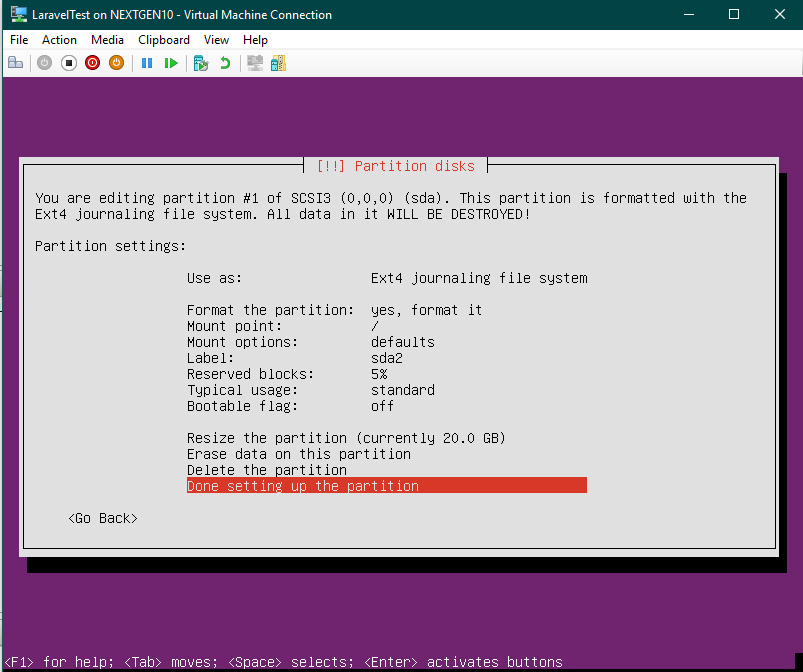 LaravelTest on NEXTGEN10 - Virtual Machine Connection
File Action Media Clipboard View Help
[!!] Partition disks
You are editing partition #1 of SCSI3 (0,0,0) (sda). This partition is formatted with the
Ext4 journaling file system. All data in it WILL BE DESTROYED!
Partition settings:
Use as: Ext4 journaling file system
Format the partition: yes, format it
Mount point: /
Mount options: defaults
Label: sda2
Reserved blocks: 5%
Typical usage: standard
Bootable flag: off
Resize the partition (currently 20.0 GB)
Erase data on this partition
Delete the partition
Done setting up the partition
<Go Back>
<F1> for help; <Tab> moves; <Space> selects; <Enter> activates buttons